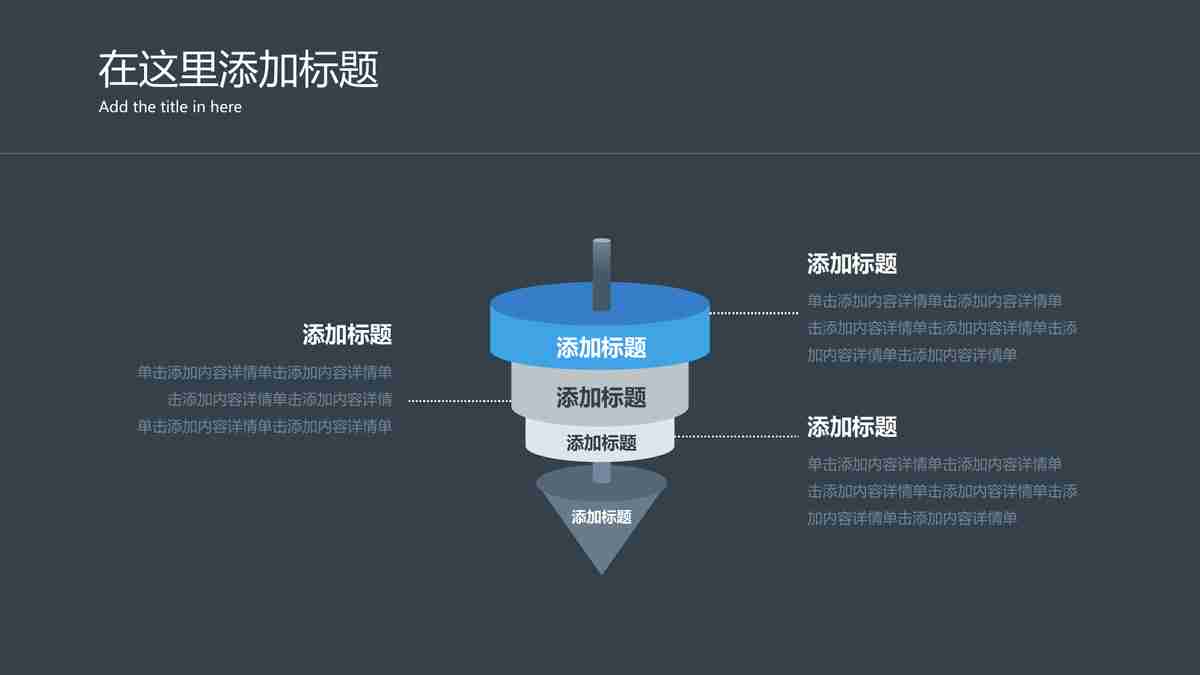 在这里添加标题
Add the title in here
添加标题
单击添加内容详情单击添加内容详情单
击添加内容详情单击添加内容详情
单击添加内容详情单击添加内容详情单
添加标题
添加标题
添加标题
添加标题
添加标题
单击添加内容详情单击添加内容详情单
击添加内容详情单击添加内容详情单击添
加内容详情单击添加内容详情单
添加标题
单击添加内容详情单击添加内容详情单
击添加内容详情单击添加内容详情单击添
加内容详情单击添加内容详情单